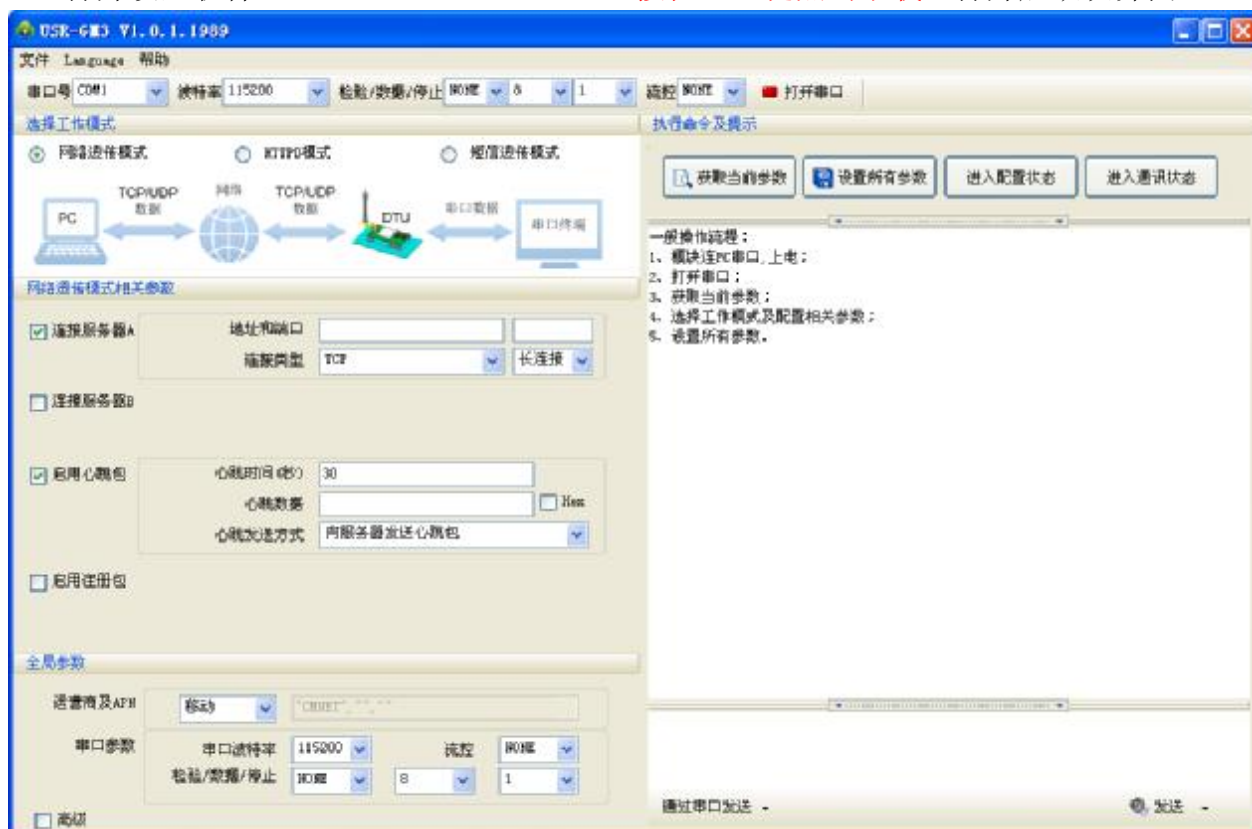 USR-GM3 V1.0.1.1989
文件 Language 帮助
串口号 COM1 波特率 115200 检验/数据/停止 NONE 8 1 流控 NONE 打开串口
选择工作模式
网络透传模式 HTTPD模式 短信透传模式
PC TCP/UDP 数据 网络 TCP/UDP 数据 DTU 串口数据 串口终端
网络透传模式相关参数
连接服务器A 地址和端口
连接类型 TCP 长连接
连接服务器B
启用心跳包 心跳时间(秒) 30
心跳数据 Hex
心跳发送方式 向服务器发送心跳包
启用注册包
全局参数
运营商及APN 移动 "CMNET","",""
串口参数 串口波特率 115200 流控 NONE
检验/数据/停止 NONE 8 1
高级
执行命令及提示
获取当前参数 设置所有参数 进入配置状态 进入通讯状态
一般操作流程：
1、模块连PC串口,上电；
2、打开串口；
3、获取当前参数；
4、选择工作模式及配置相关参数；
5、设置所有参数。
通过串口发送 发送